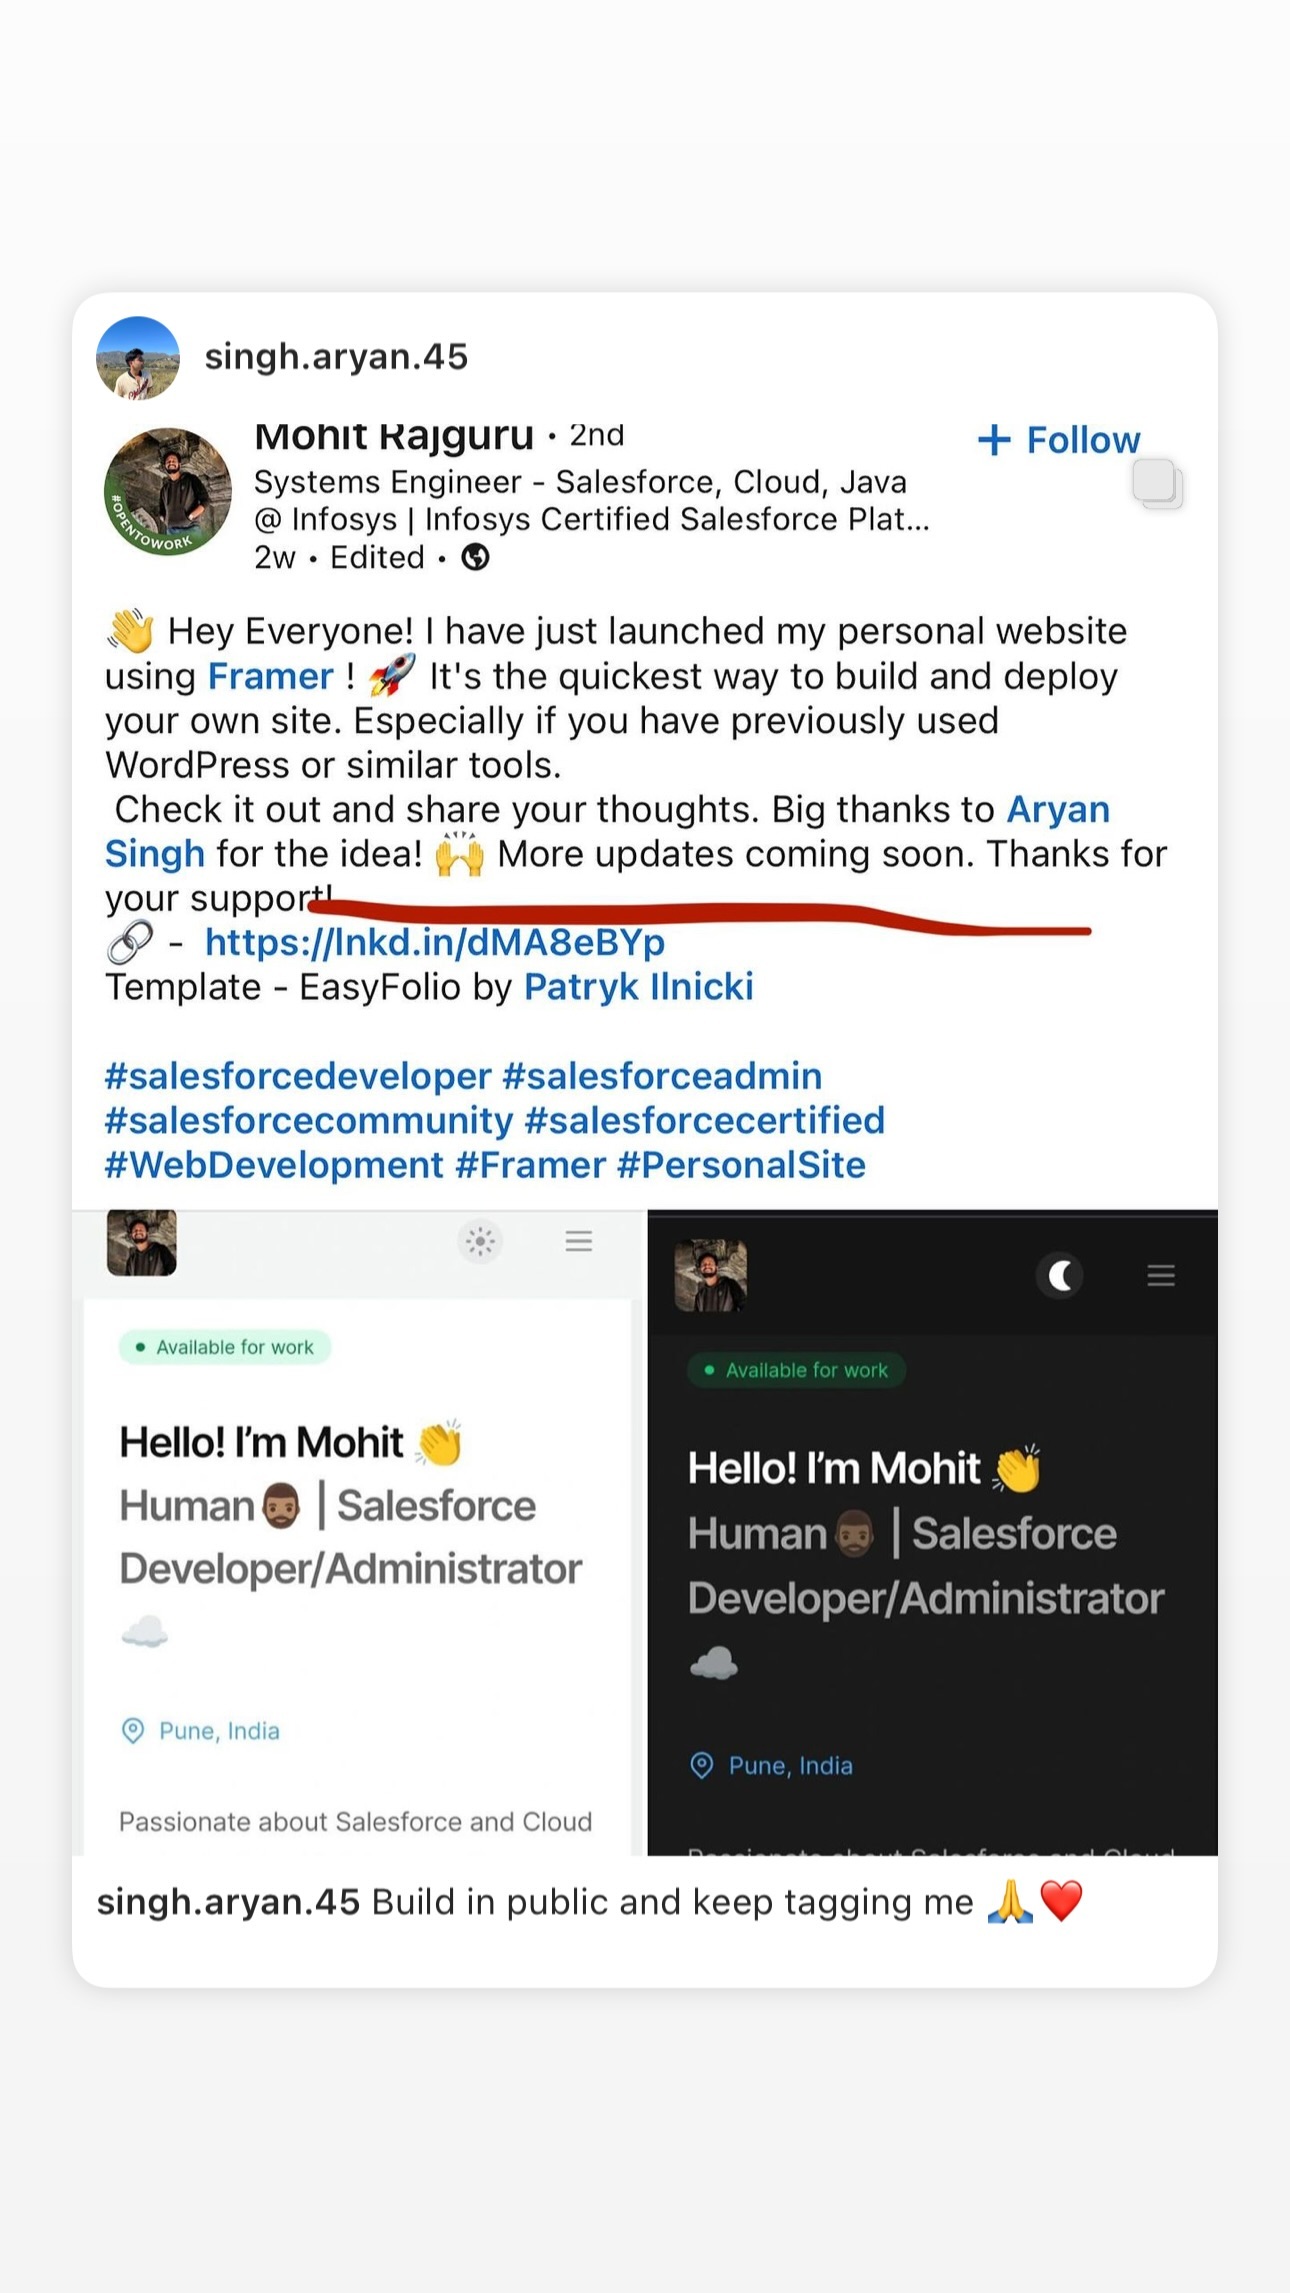 singh.aryan.45
Mohit Rajguru • 2nd
+ Follow
Systems Engineer - Salesforce, Cloud, Java
@ Infosys | Infosys Certified Salesforce Plat...
2w • Edited •
#OPENTOWORK
👋 Hey Everyone! I have just launched my personal website
using Framer ! 🚀 It's the quickest way to build and deploy
your own site. Especially if you have previously used
WordPress or similar tools.
Check it out and share your thoughts. Big thanks to Aryan
Singh for the idea! 🙌 More updates coming soon. Thanks for
your support!
🔗 - https://lnkd.in/dMA8eBYp
Template - EasyFolio by Patryk Ilnicki
#salesforcedeveloper #salesforceadmin
#salesforcecommunity #salesforcecertified
#WebDevelopment #Framer #PersonalSite
Available for work
Hello! I'm Mohit 👏
Human🧔🏾 | Salesforce
Developer/Administrator
☁️
Pune, India
Passionate about Salesforce and Cloud
Available for work
Hello! I'm Mohit 👏
Human🧔🏾 | Salesforce
Developer/Administrator
☁️
Pune, India
Passionate about Salesforce and Cloud
singh.aryan.45 Build in public and keep tagging me 🙏❤️